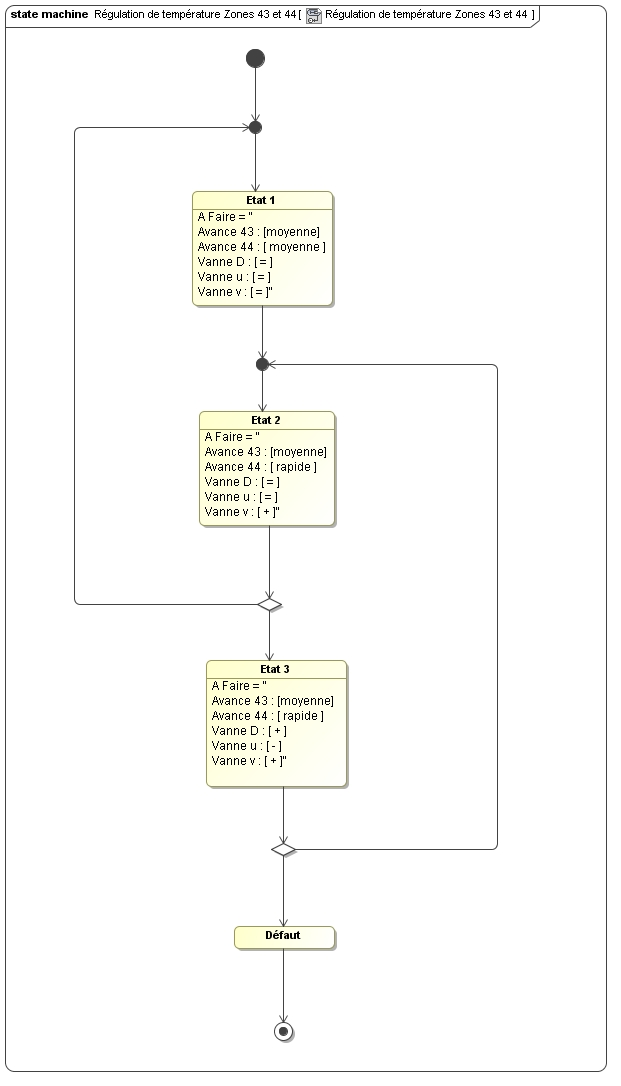 state machine Régulation de température Zones 43 et 44 [ Régulation de température Zones 43 et 44 ]
Etat 1
A Faire = "
Avance 43 : [moyenne]
Avance 44 : [ moyenne ]
Vanne D : [ = ]
Vanne u : [ = ]
Vanne v : [ = ]"
Etat 2
A Faire = "
Avance 43 : [moyenne]
Avance 44 : [ rapide ]
Vanne D : [ = ]
Vanne u : [ = ]
Vanne v : [ + ]"
Etat 3
A Faire = "
Avance 43 : [moyenne]
Avance 44 : [ rapide ]
Vanne D : [ + ]
Vanne u : [ - ]
Vanne v : [ + ]"
Défaut